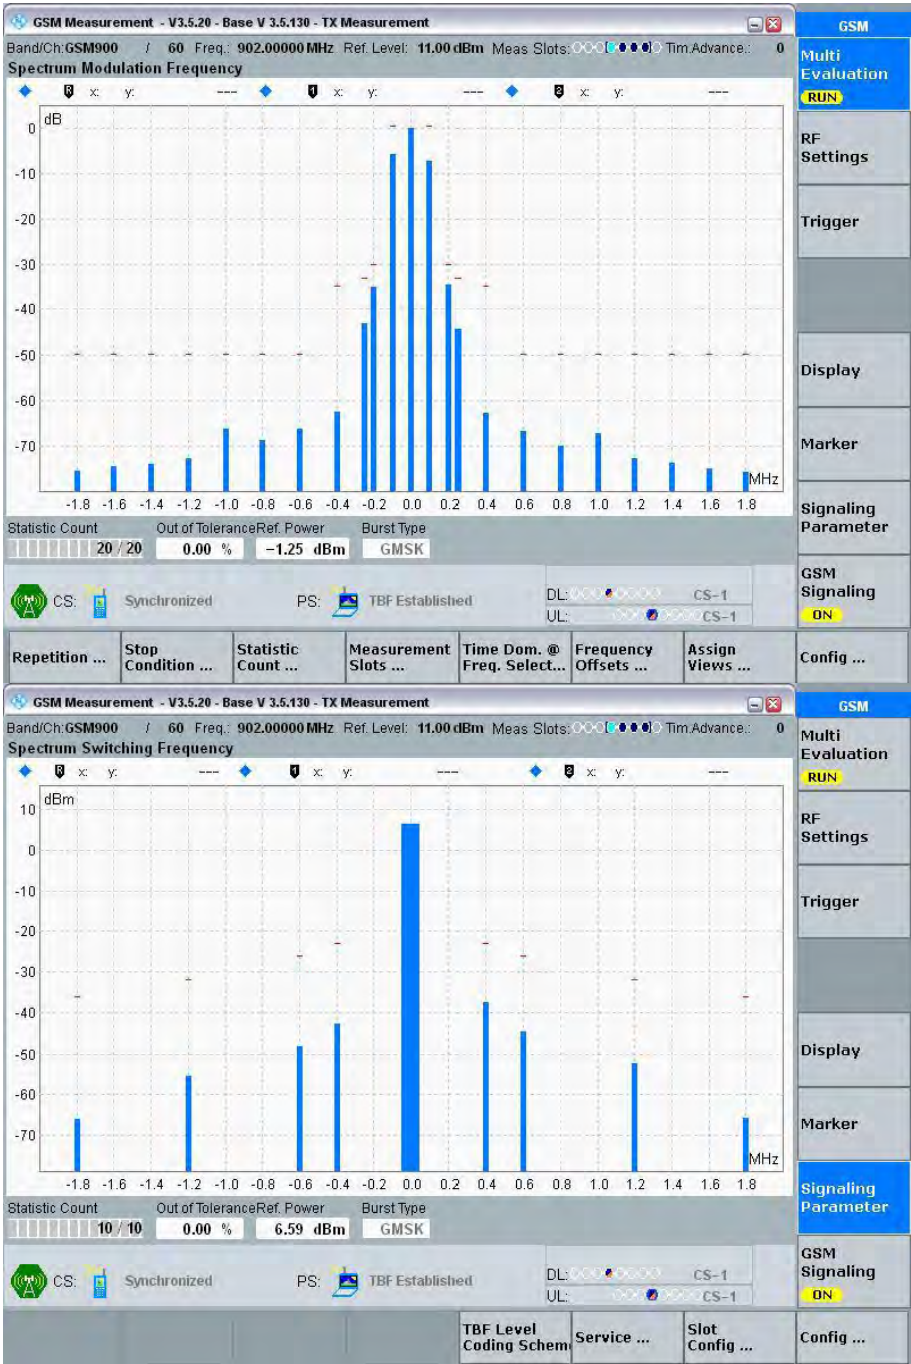 GSM Measurement - V3.5.20 - Base V 3.5.130 - TX Measurement
GSM
Band/Ch:GSM900 / 60 Freq.: 902.00000 MHz Ref. Level: 11.00 dBm Meas Slots: Tim.Advance.: 0
Spectrum Modulation Frequency
R x: y: --- 1 x: y: --- 2 x: y: ---
dB
0
-10
-20
-30
-40
-50
-60
-70
MHz
-1.8 -1.6 -1.4 -1.2 -1.0 -0.8 -0.6 -0.4 -0.2 0.0 0.2 0.4 0.6 0.8 1.0 1.2 1.4 1.6 1.8
Statistic Count Out of Tolerance Ref. Power Burst Type
20 / 20 0.00 % -1.25 dBm GMSK
CS: Synchronized PS: TBF Established
DL: CS-1
UL: CS-1
Multi
Evaluation
RUN
RF
Settings
Trigger
Display
Marker
Signaling
Parameter
GSM
Signaling
ON
Repetition ...
Stop
Condition ...
Statistic
Count ...
Measurement
Slots ...
Time Dom. @
Freq. Select...
Frequency
Offsets ...
Assign
Views ...
Config ...
GSM Measurement - V3.5.20 - Base V 3.5.130 - TX Measurement
GSM
Band/Ch:GSM900 / 60 Freq.: 902.00000 MHz Ref. Level: 11.00 dBm Meas Slots: Tim.Advance.: 0
Spectrum Switching Frequency
R x: y: --- 1 x: y: --- 2 x: y: ---
dBm
10
0
-10
-20
-30
-40
-50
-60
-70
MHz
-1.8 -1.6 -1.4 -1.2 -1.0 -0.8 -0.6 -0.4 -0.2 0.0 0.2 0.4 0.6 0.8 1.0 1.2 1.4 1.6 1.8
Statistic Count Out of Tolerance Ref. Power Burst Type
10 / 10 0.00 % 6.59 dBm GMSK
CS: Synchronized PS: TBF Established
DL: CS-1
UL: CS-1
Multi
Evaluation
RUN
RF
Settings
Trigger
Display
Marker
Signaling
Parameter
GSM
Signaling
ON
TBF Level
Coding Schem
Service ...
Slot
Config ...
Config ...